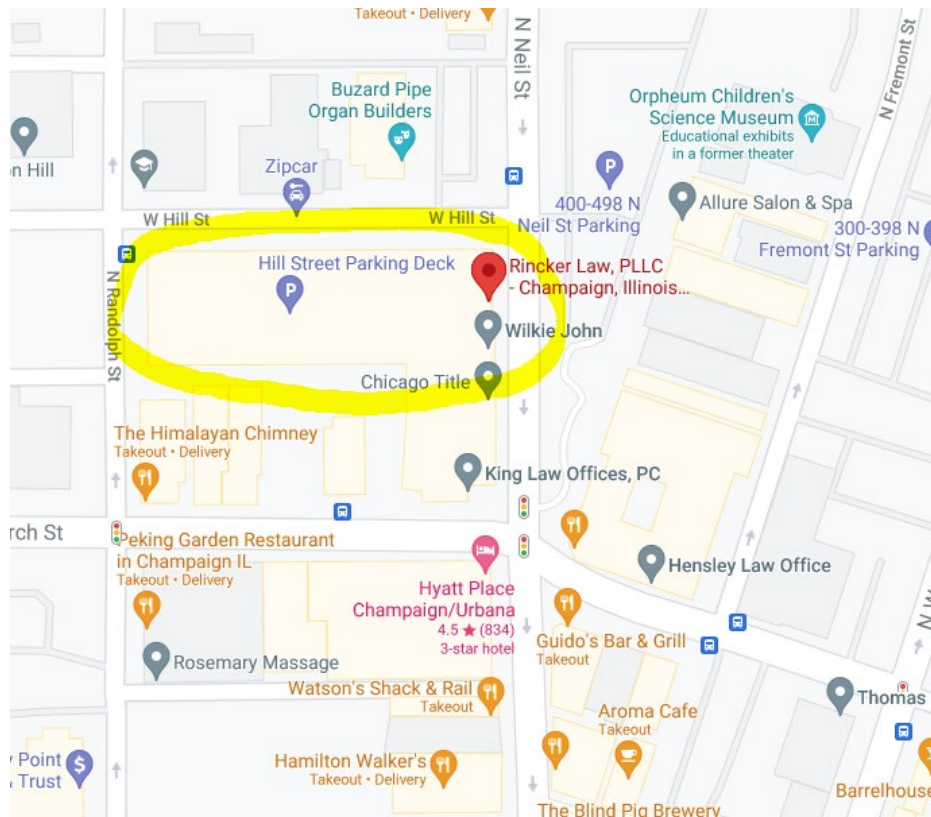 Takeout • Delivery
N Neil St
N Fremont St
Buzard Pipe
Organ Builders
Orpheum Children's
Science Museum
Educational exhibits
in a former theater
on Hill
Zipcar
P
400-498 N
Neil St Parking
Allure Salon & Spa
W Hill St
W Hill St
300-398 N
Fremont St Parking
Hill Street Parking Deck
P
Rincker Law, PLLC
- Champaign, Illinois...
N Randolph St
Wilkie John
Chicago Title
The Himalayan Chimney
Takeout • Delivery
King Law Offices, PC
rch St
Peking Garden Restaurant
in Champaign IL
Takeout • Delivery
Hensley Law Office
Hyatt Place
Champaign/Urbana
4.5 ★ (834)
3-star hotel
N W
Guido's Bar & Grill
Takeout
Rosemary Massage
Watson's Shack & Rail
Takeout
Thomas
Aroma Cafe
Takeout
y Point
& Trust
$
Hamilton Walker's
Takeout • Delivery
Barrelhouse
The Blind Pig Brewery